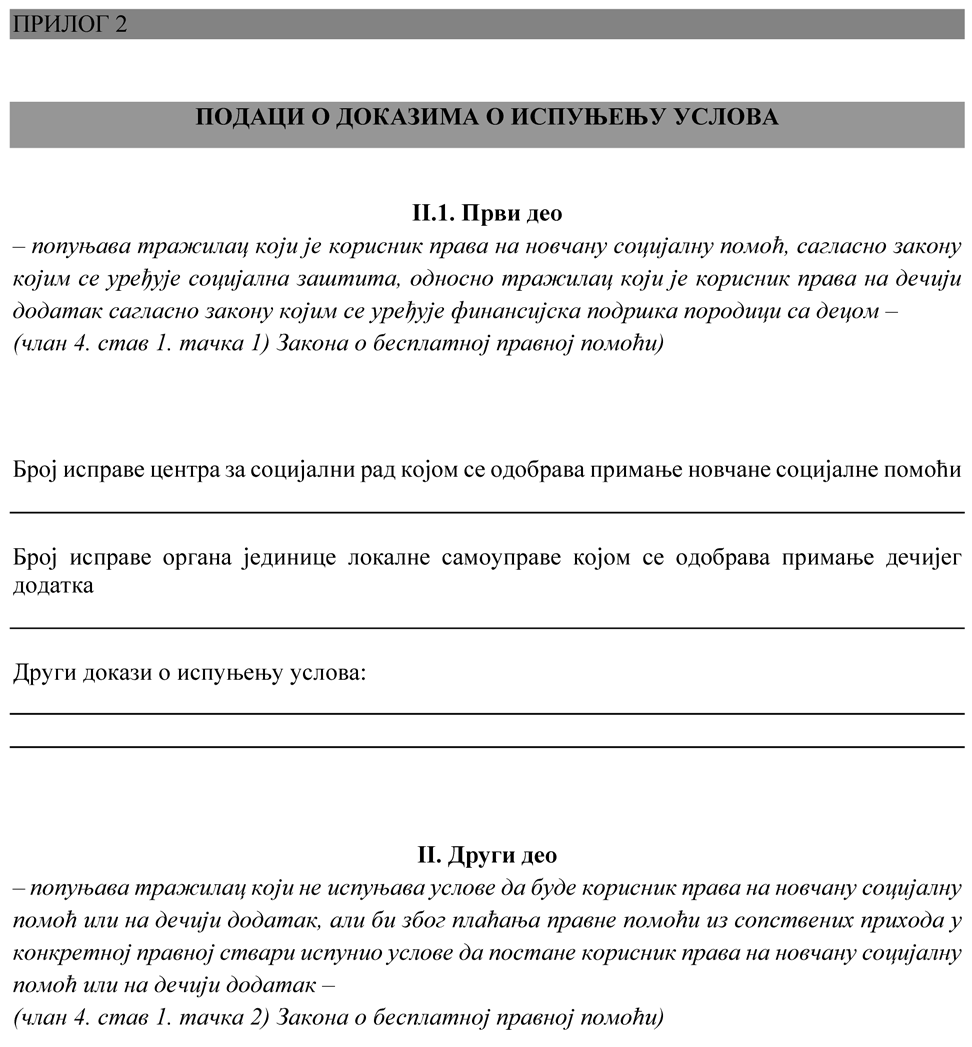 ПРИЛОГ 2
ПОДАЦИ О ДОКАЗИМА О ИСПУЊЕЊУ УСЛОВА
II.1. Први део
– попуњава тражилац који је корисник права на новчану социјалну помоћ, сагласно закону
којим се уређује социјална заштита, односно тражилац који је корисник права на дечији
додатак сагласно закону којим се уређује финансијска подршка породици са децом –
(члан 4. став 1. тачка 1) Закона о бесплатној правној помоћи)
Број исправе центра за социјални рад којом се одобрава примање новчане социјалне помоћи
Број исправе органа јединице локалне самоуправе којом се одобрава примање дечијег
додатка
Други докази о испуњењу услова:
II. Други део
– попуњава тражилац који не испуњава услове да буде корисник права на новчану социјалну
помоћ или на дечији додатак, али би због плаћања правне помоћи из сопствених прихода у
конкретној правној ствари испунио услове да постане корисник права на новчану социјалну
помоћ или на дечији додатак –
(члан 4. став 1. тачка 2) Закона о бесплатној правној помоћи)